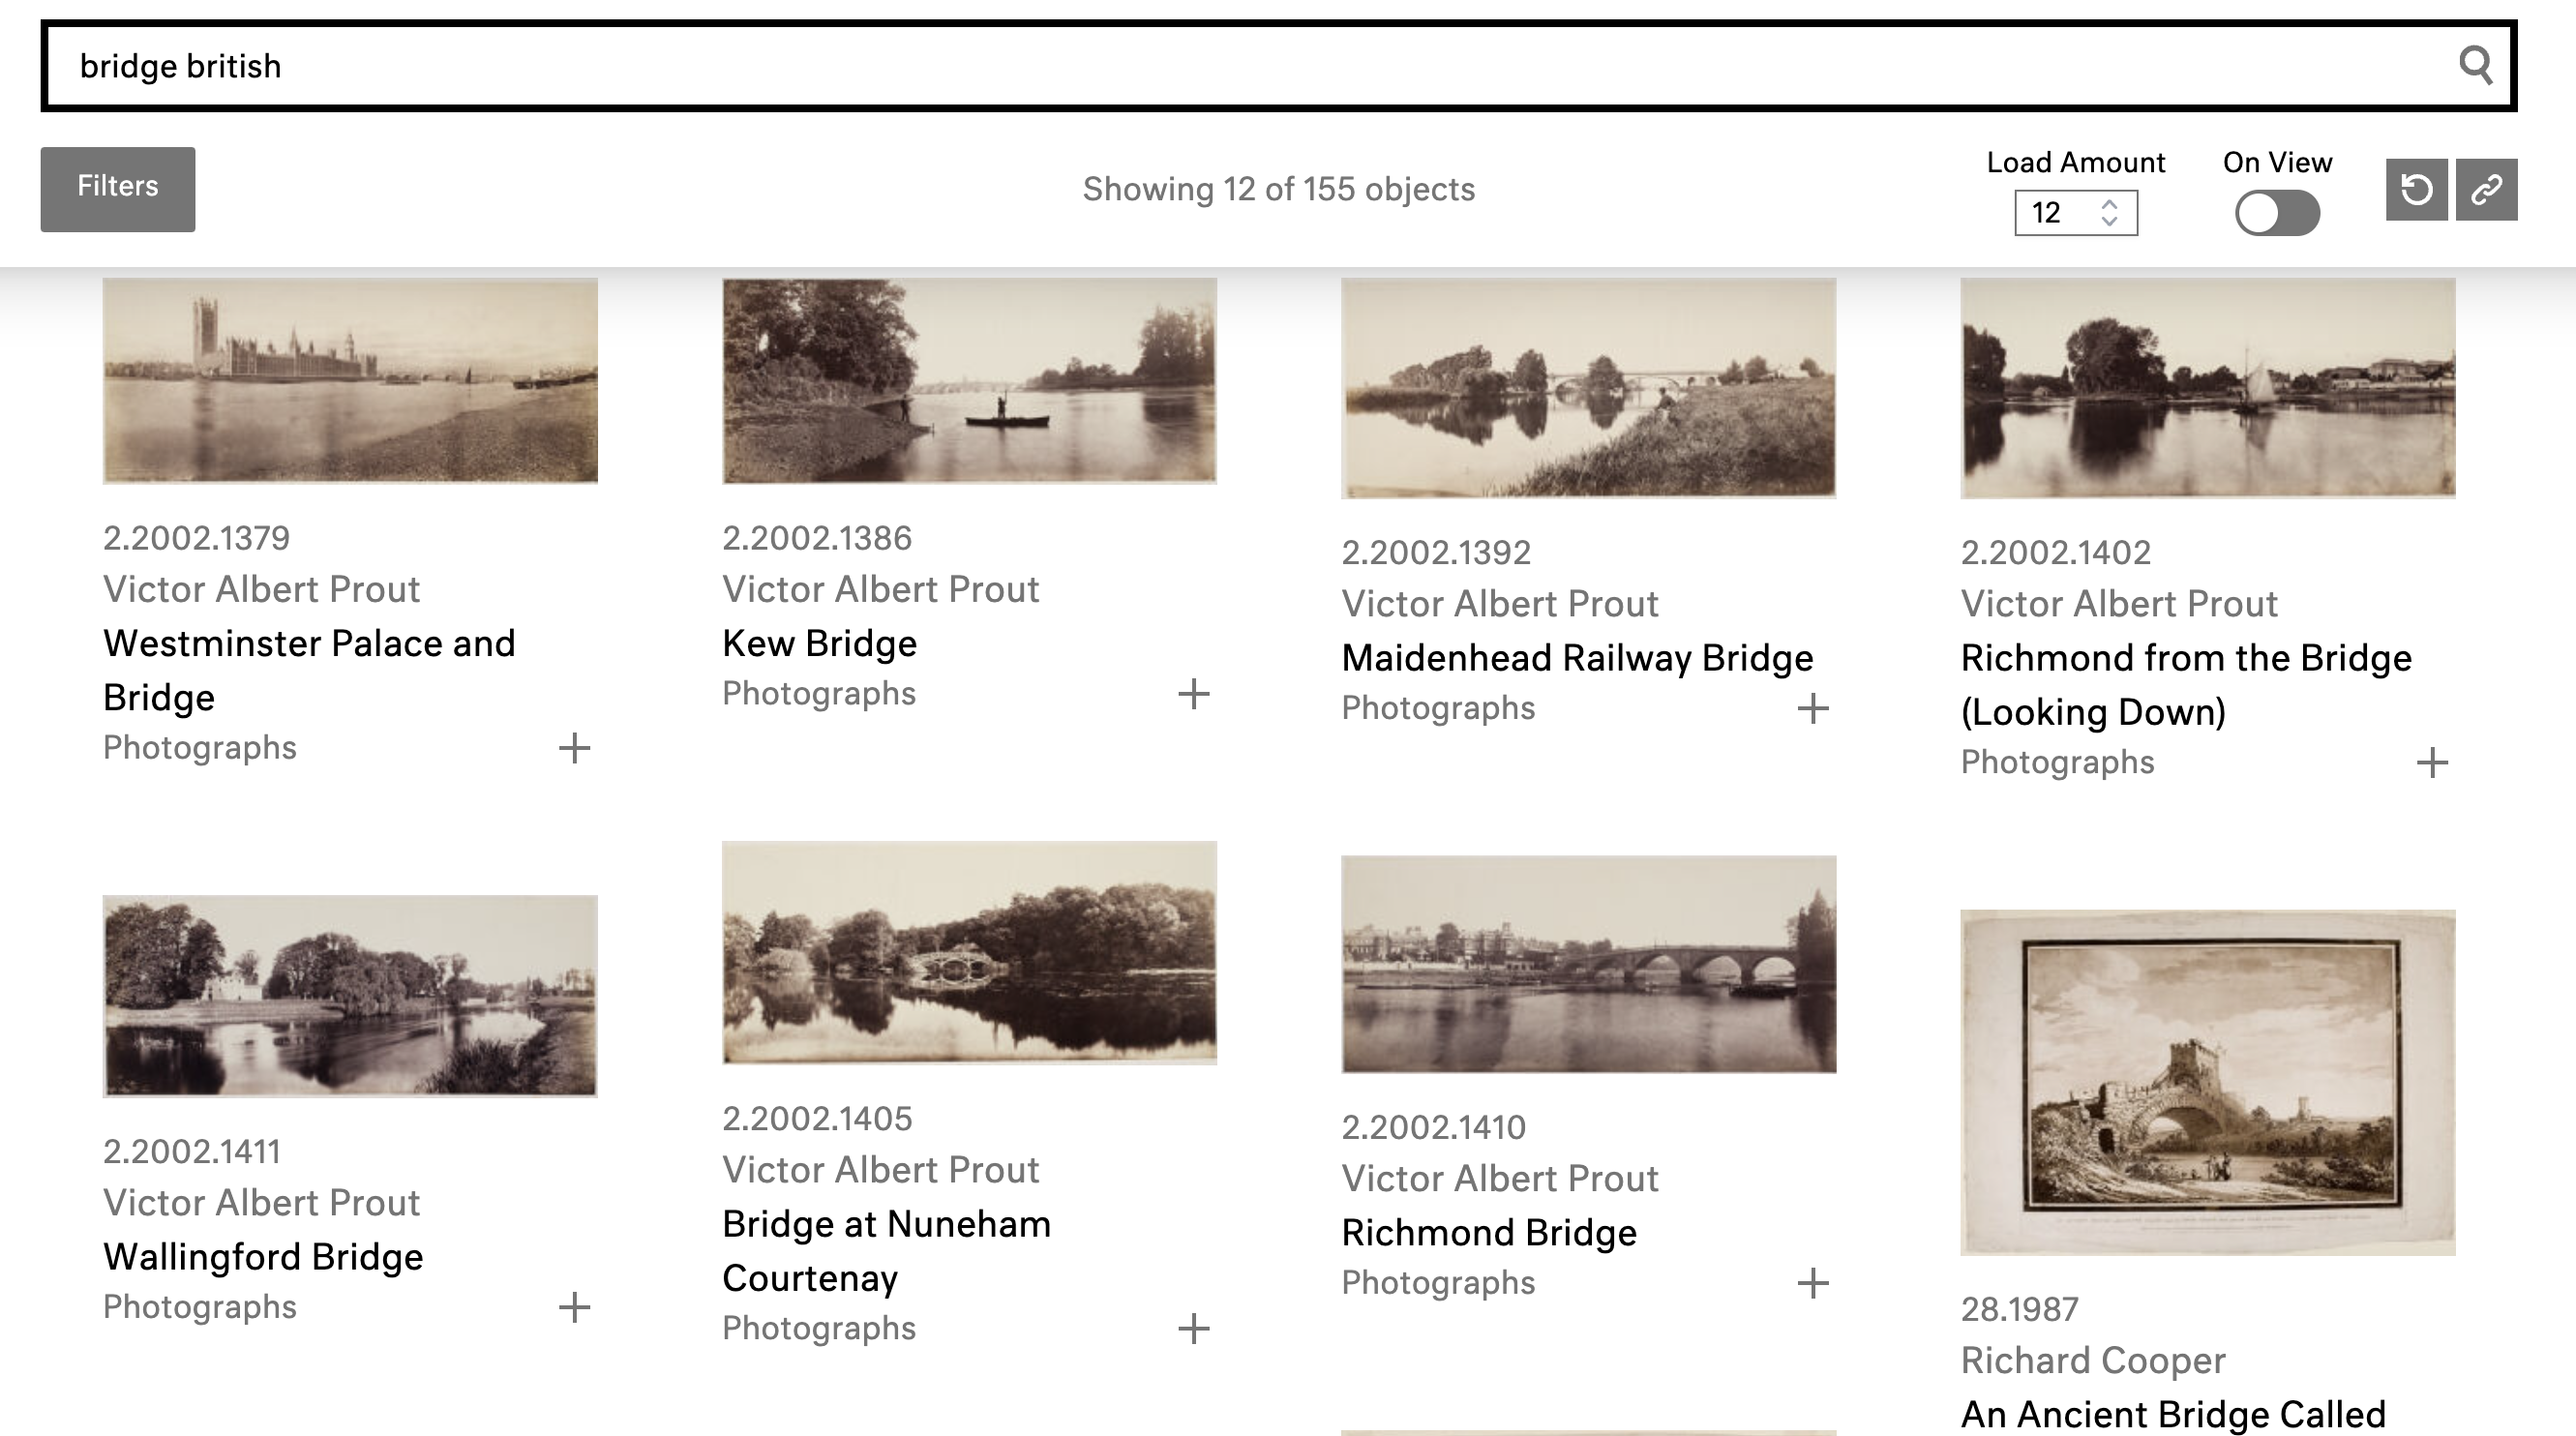 bridge british
Filters
Showing 12 of 155 objects
Load Amount
12
On View
2.2002.1379
Victor Albert Prout
Westminster Palace and
Bridge
Photographs
2.2002.1386
Victor Albert Prout
Kew Bridge
Photographs
2.2002.1392
Victor Albert Prout
Maidenhead Railway Bridge
Photographs
2.2002.1402
Victor Albert Prout
Richmond from the Bridge
(Looking Down)
Photographs
2.2002.1411
Victor Albert Prout
Wallingford Bridge
Photographs
2.2002.1405
Victor Albert Prout
Bridge at Nuneham
Courtenay
Photographs
2.2002.1410
Victor Albert Prout
Richmond Bridge
Photographs
28.1987
Richard Cooper
An Ancient Bridge Called